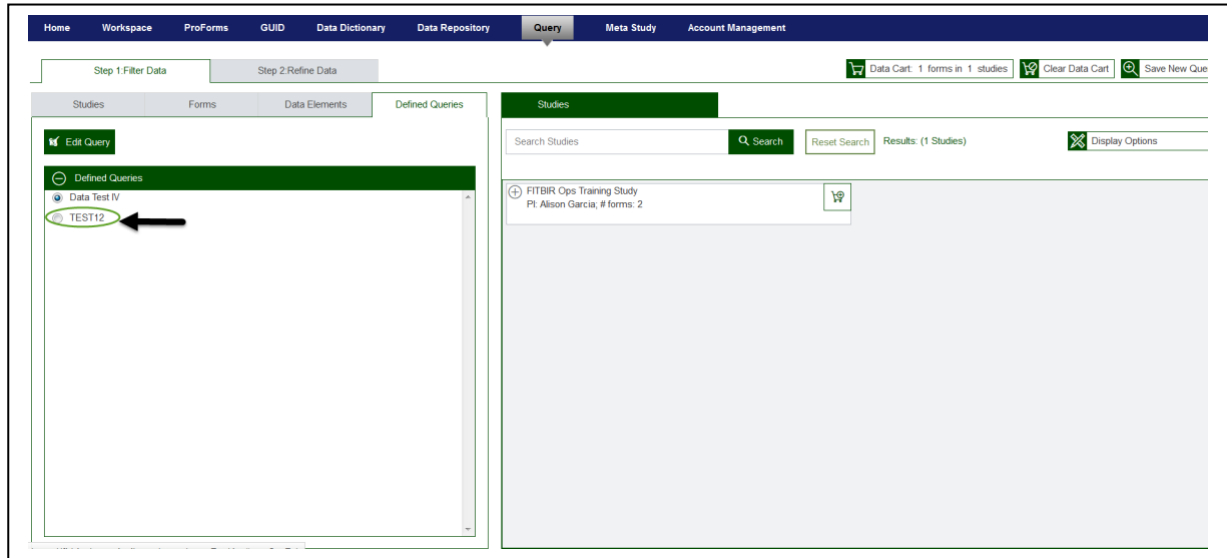 Home Workspace ProForms GUID Data Dictionary Data Repository Query Meta Study Account Management
Step 1:Filter Data Step 2:Refine Data
Data Cart: 1 forms in 1 studies Clear Data Cart Save New Que
Studies Forms Data Elements Defined Queries
Studies
Edit Query
Search Studies Search Reset Search Results: (1 Studies) Display Options
Defined Queries
Data Test IV
TEST12
FITBIR Ops Training Study
PI: Alison Garcia; # forms: 2